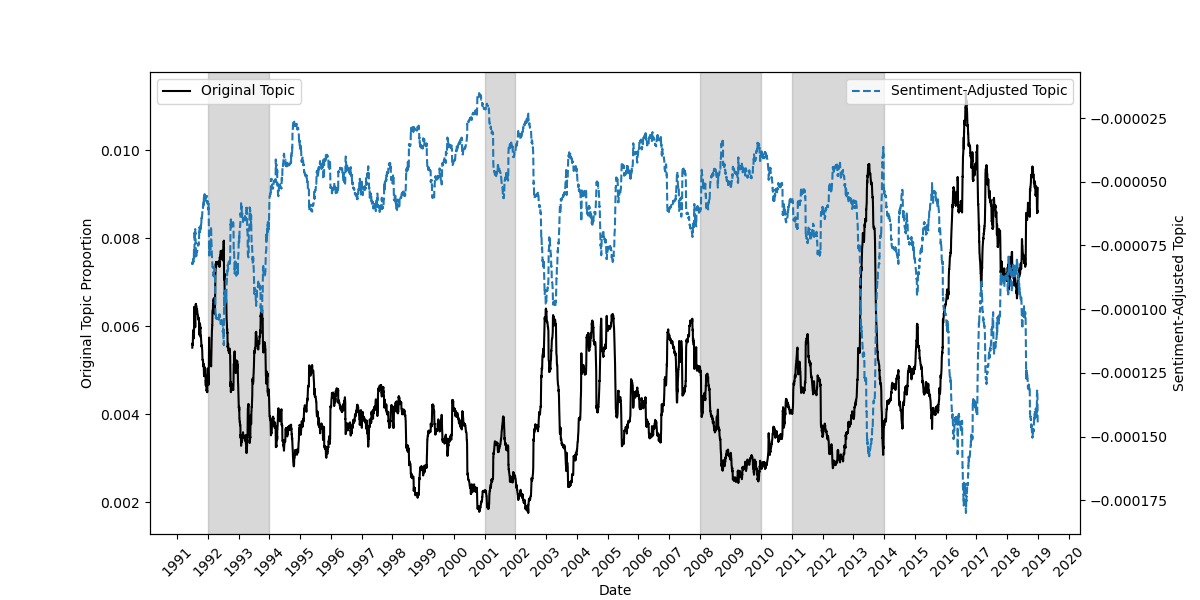 Original Topic
Sentiment-Adjusted Topic
Original Topic Proportion
0.010
0.008
0.006
0.004
0.002
−0.000025
−0.000050
−0.000075
−0.000100
−0.000125
−0.000150
−0.000175
Sentiment-Adjusted Topic
1991 1992 1993 1994 1995 1996 1997 1998 1999 2000 2001 2002 2003 2004 2005 2006 2007 2008 2009 2010 2011 2012 2013 2014 2015 2016 2017 2018 2019 2020
Date